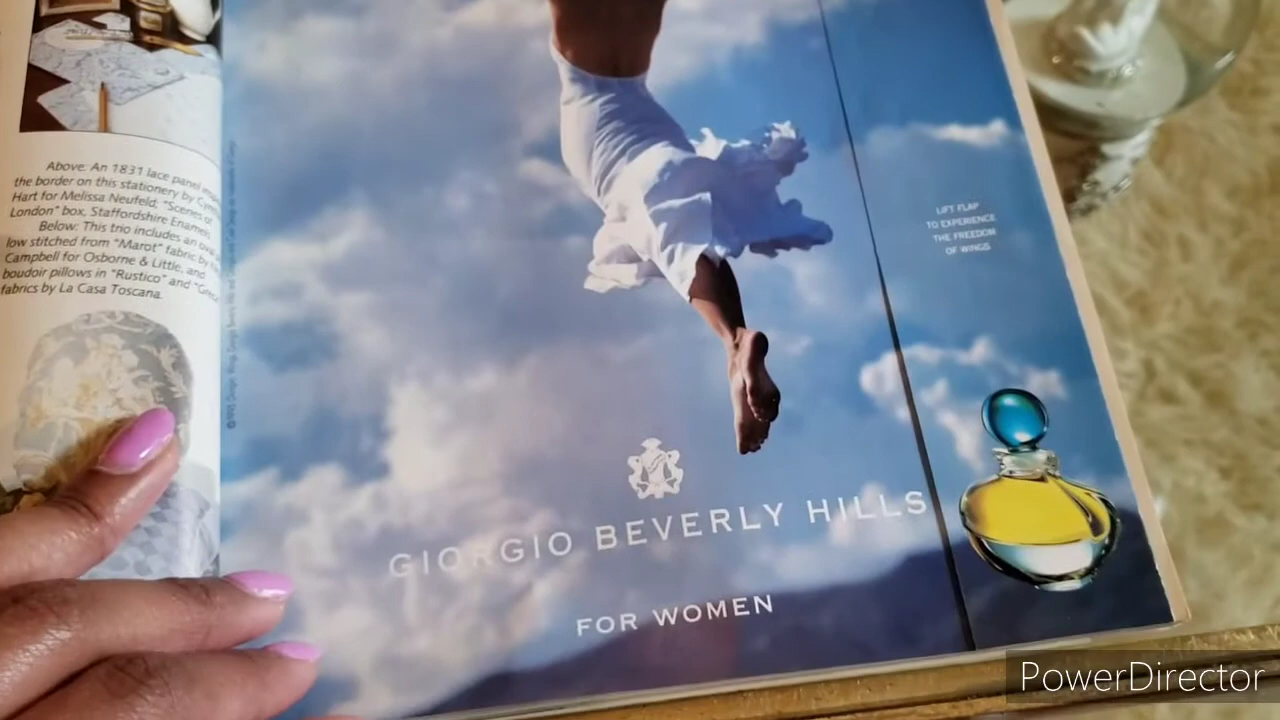 Above: An 1831 lace panel
the border on this stationery by
Hart for Melissa Neufeld; "Scenes of
London" box, Staffordshire Enamels.
Below: This trio includes an
low stitched from "Marot" fabric by
Campbell for Osborne & Little, and
boudoir pillows in "Rustico" and
fabrics by La Casa Toscana.
LIFT FLAP
TO EXPERIENCE
THE FREEDOM
OF WINGS
GIORGIO BEVERLY HILLS
FOR WOMEN
PowerDirector